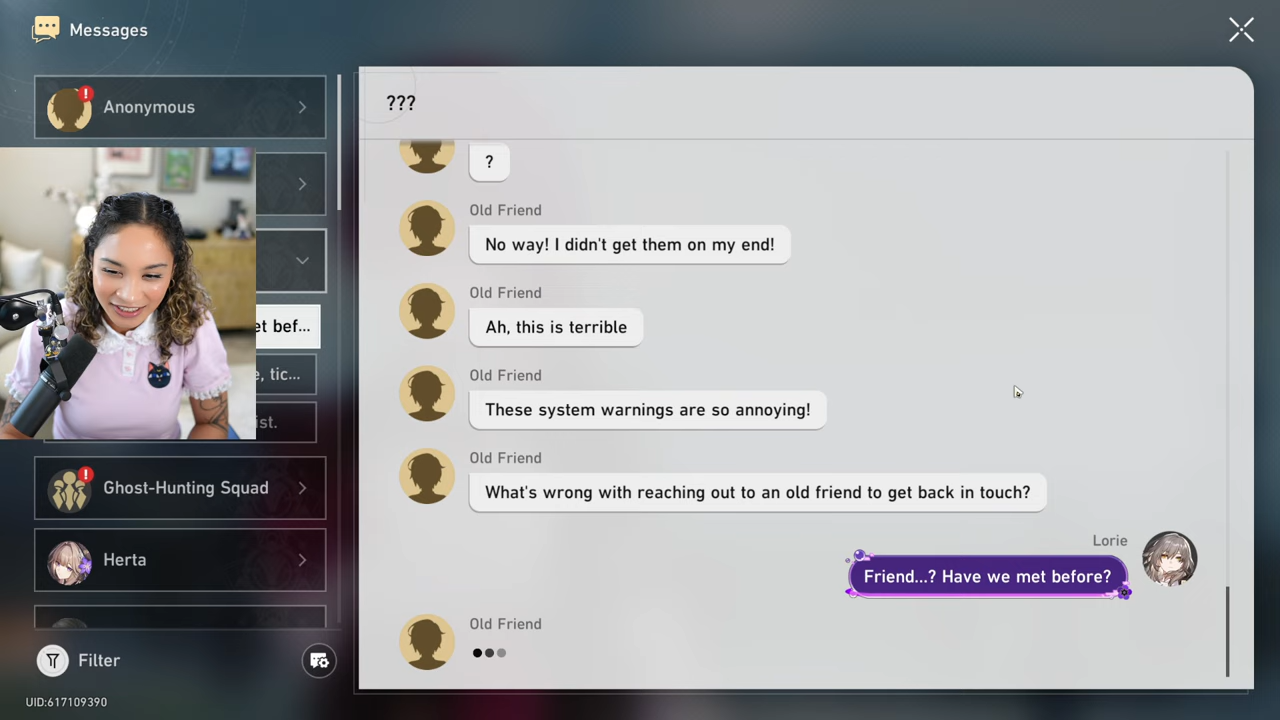 Messages
Anonymous
et bef...
e, tic...
ist.
Ghost-Hunting Squad
Herta
Filter
UID:617109390
???
?
Old Friend
No way! I didn't get them on my end!
Old Friend
Ah, this is terrible
Old Friend
These system warnings are so annoying!
Old Friend
What's wrong with reaching out to an old friend to get back in touch?
Lorie
Friend...? Have we met before?
Old Friend